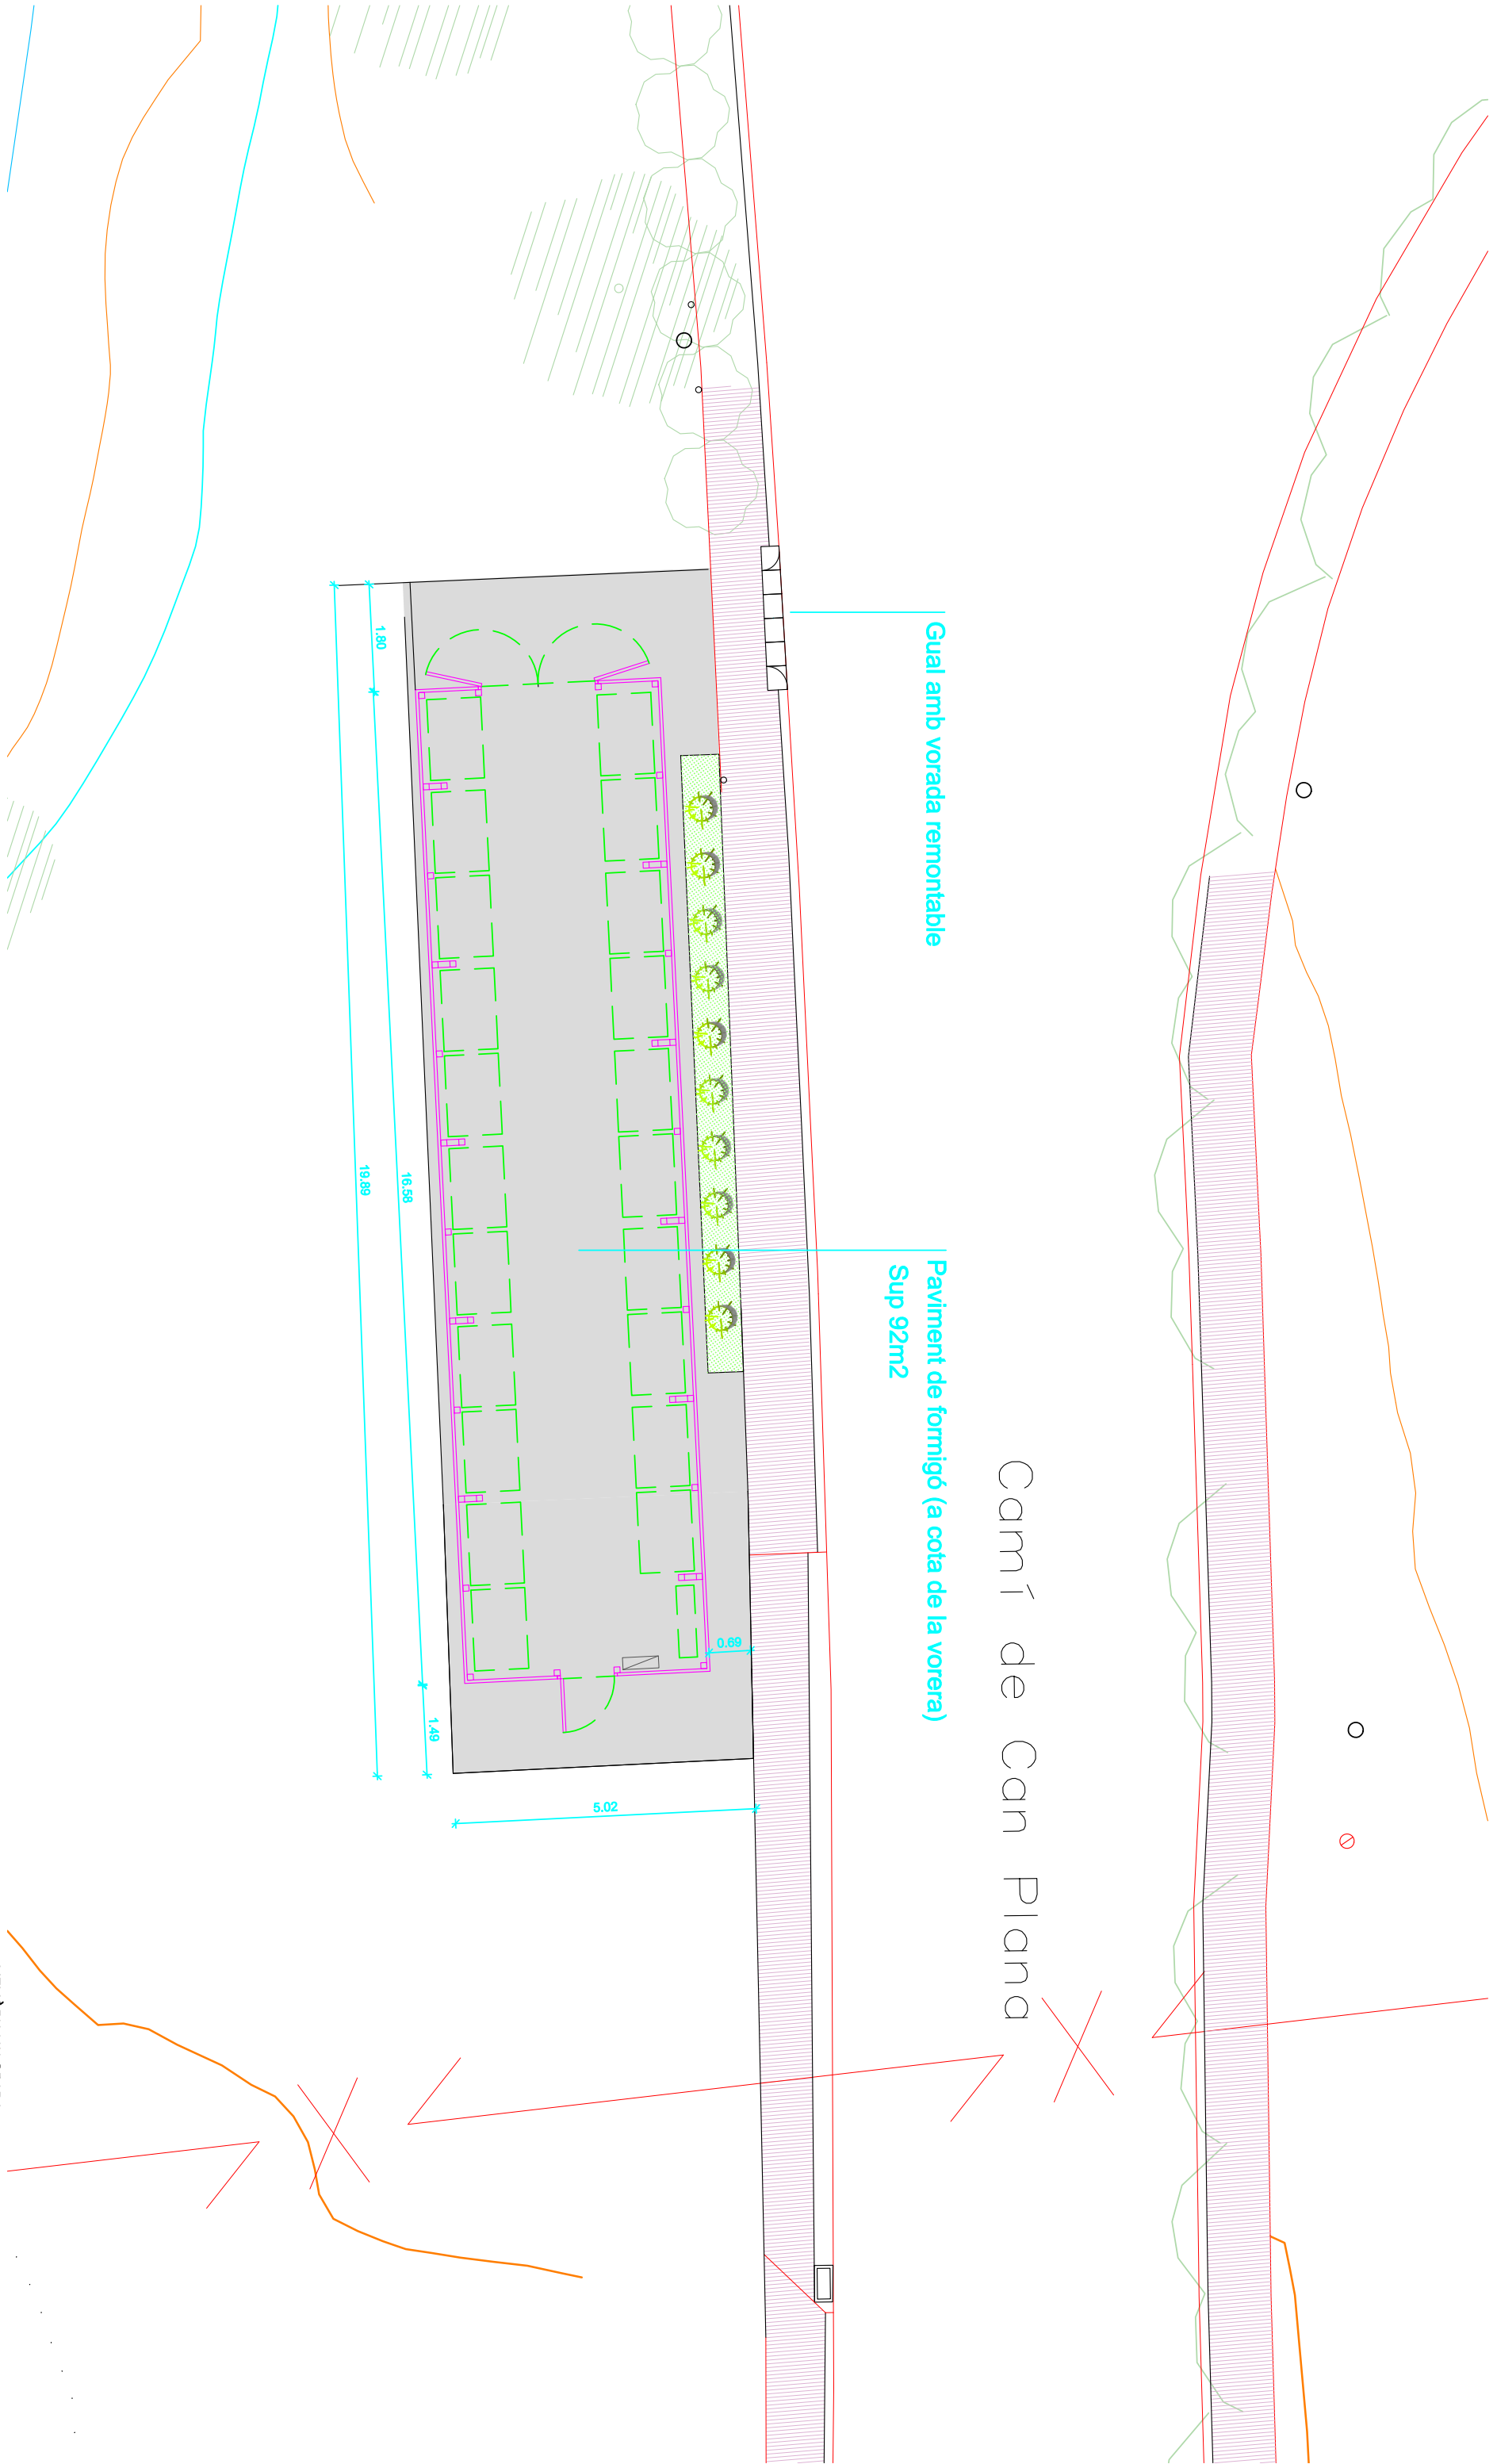 Camí de Can Plana
Gual amb vorada remontable
Paviment de formigó (a cota de la vorera)
Sup 92m2
1.80
16.58
1.49
19.89
0.69
5.02